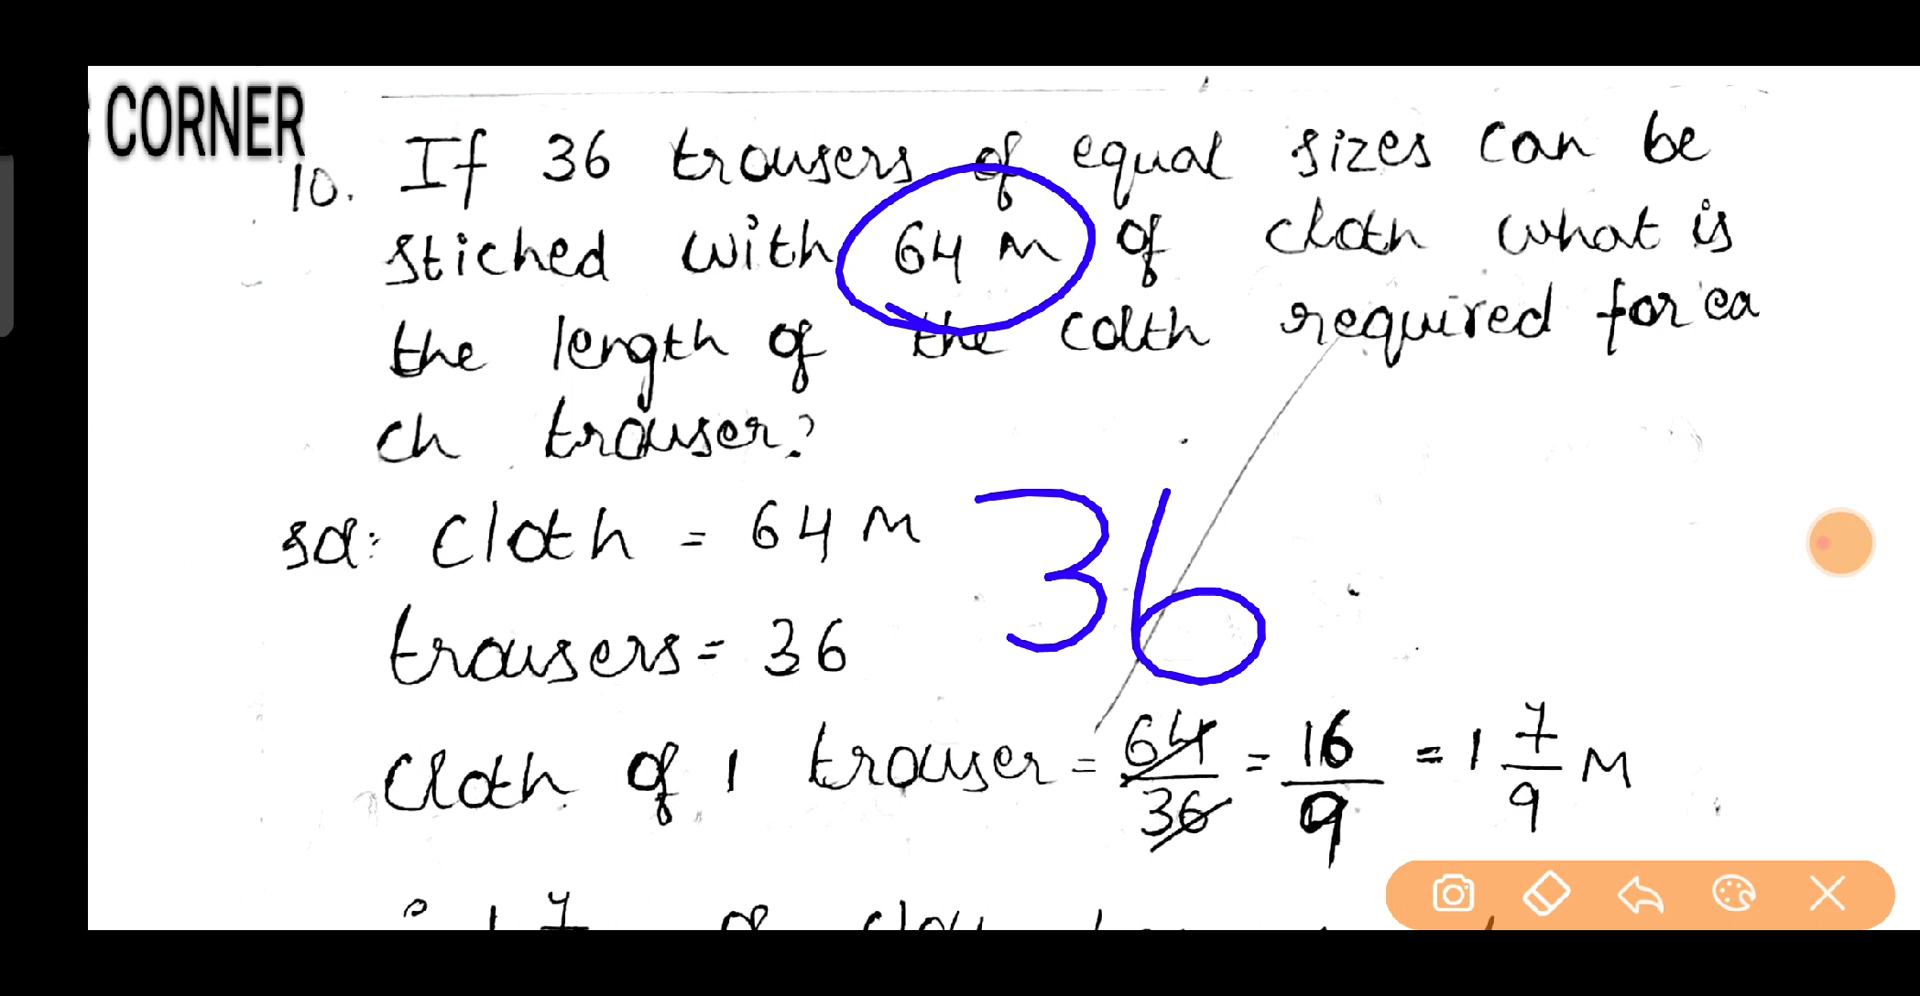 CORNER
10. If 36 trousers of equal sizes can be
stiched with 64 M of cloth what is
the length of the colth required for ea
ch trouser?
36
sol: cloth = 64 M
trousers = 36
cloth of 1 trouser = 64/36 = 16/9 = 1 7/9 M